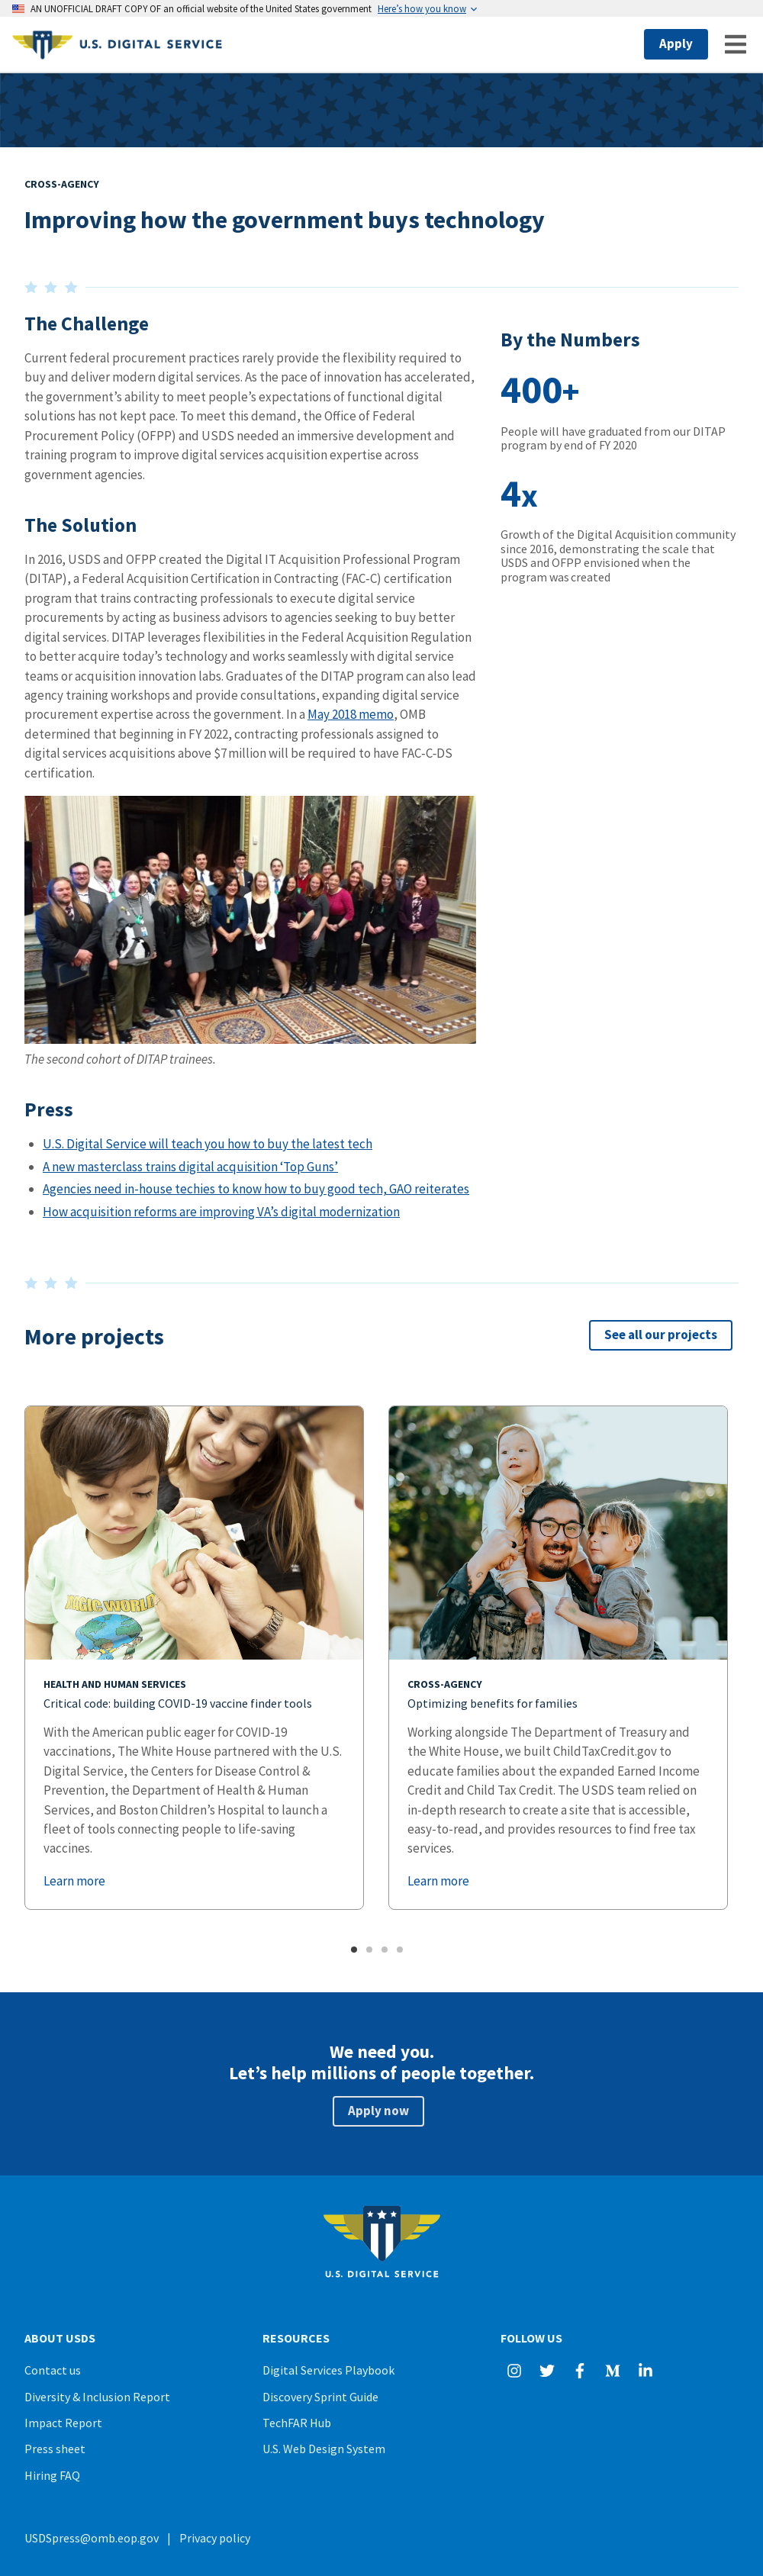 AN UNOFFICIAL DRAFT COPY OF an official website of the United States government Here’s how you know
U.S. DIGITAL SERVICE
Apply
CROSS-AGENCY
Improving how the government buys technology
The Challenge
Current federal procurement practices rarely provide the flexibility required to
buy and deliver modern digital services. As the pace of innovation has accelerated,
the government’s ability to meet people’s expectations of functional digital
solutions has not kept pace. To meet this demand, the Office of Federal
Procurement Policy (OFPP) and USDS needed an immersive development and
training program to improve digital services acquisition expertise across
government agencies.
The Solution
In 2016, USDS and OFPP created the Digital IT Acquisition Professional Program
(DITAP), a Federal Acquisition Certification in Contracting (FAC-C) certification
program that trains contracting professionals to execute digital service
procurements by acting as business advisors to agencies seeking to buy better
digital services. DITAP leverages flexibilities in the Federal Acquisition Regulation
to better acquire today’s technology and works seamlessly with digital service
teams or acquisition innovation labs. Graduates of the DITAP program can also lead
agency training workshops and provide consultations, expanding digital service
procurement expertise across the government. In a May 2018 memo, OMB
determined that beginning in FY 2022, contracting professionals assigned to
digital services acquisitions above $7 million will be required to have FAC-C-DS
certification.
The second cohort of DITAP trainees.
Press
U.S. Digital Service will teach you how to buy the latest tech
A new masterclass trains digital acquisition ‘Top Guns’
Agencies need in-house techies to know how to buy good tech, GAO reiterates
How acquisition reforms are improving VA’s digital modernization
By the Numbers
400+
People will have graduated from our DITAP
program by end of FY 2020
4x
Growth of the Digital Acquisition community
since 2016, demonstrating the scale that
USDS and OFPP envisioned when the
program was created
More projects
See all our projects
HEALTH AND HUMAN SERVICES
Critical code: building COVID-19 vaccine finder tools
With the American public eager for COVID-19
vaccinations, The White House partnered with the U.S.
Digital Service, the Centers for Disease Control &
Prevention, the Department of Health & Human
Services, and Boston Children’s Hospital to launch a
fleet of tools connecting people to life-saving
vaccines.
Learn more
CROSS-AGENCY
Optimizing benefits for families
Working alongside The Department of Treasury and
the White House, we built ChildTaxCredit.gov to
educate families about the expanded Earned Income
Credit and Child Tax Credit. The USDS team relied on
in-depth research to create a site that is accessible,
easy-to-read, and provides resources to find free tax
services.
Learn more
We need you.
Let’s help millions of people together.
Apply now
U.S. DIGITAL SERVICE
ABOUT USDS
Contact us
Diversity & Inclusion Report
Impact Report
Press sheet
Hiring FAQ
RESOURCES
Digital Services Playbook
Discovery Sprint Guide
TechFAR Hub
U.S. Web Design System
FOLLOW US
USDSpress@omb.eop.gov | Privacy policy